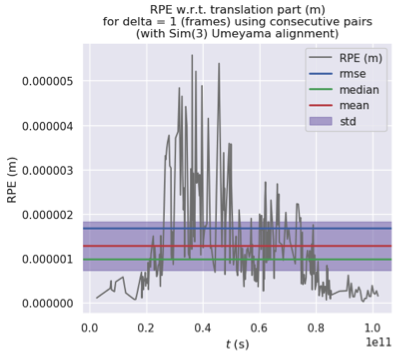 RPE w.r.t. translation part (m)
for delta = 1 (frames) using consecutive pairs
(with Sim(3) Umeyama alignment)
RPE (m)
rmse
median
mean
std
0.000005
0.000004
0.000003
0.000002
0.000001
0.000000
RPE (m)
0.0 0.2 0.4 0.6 0.8 1.0
1e11
t (s)